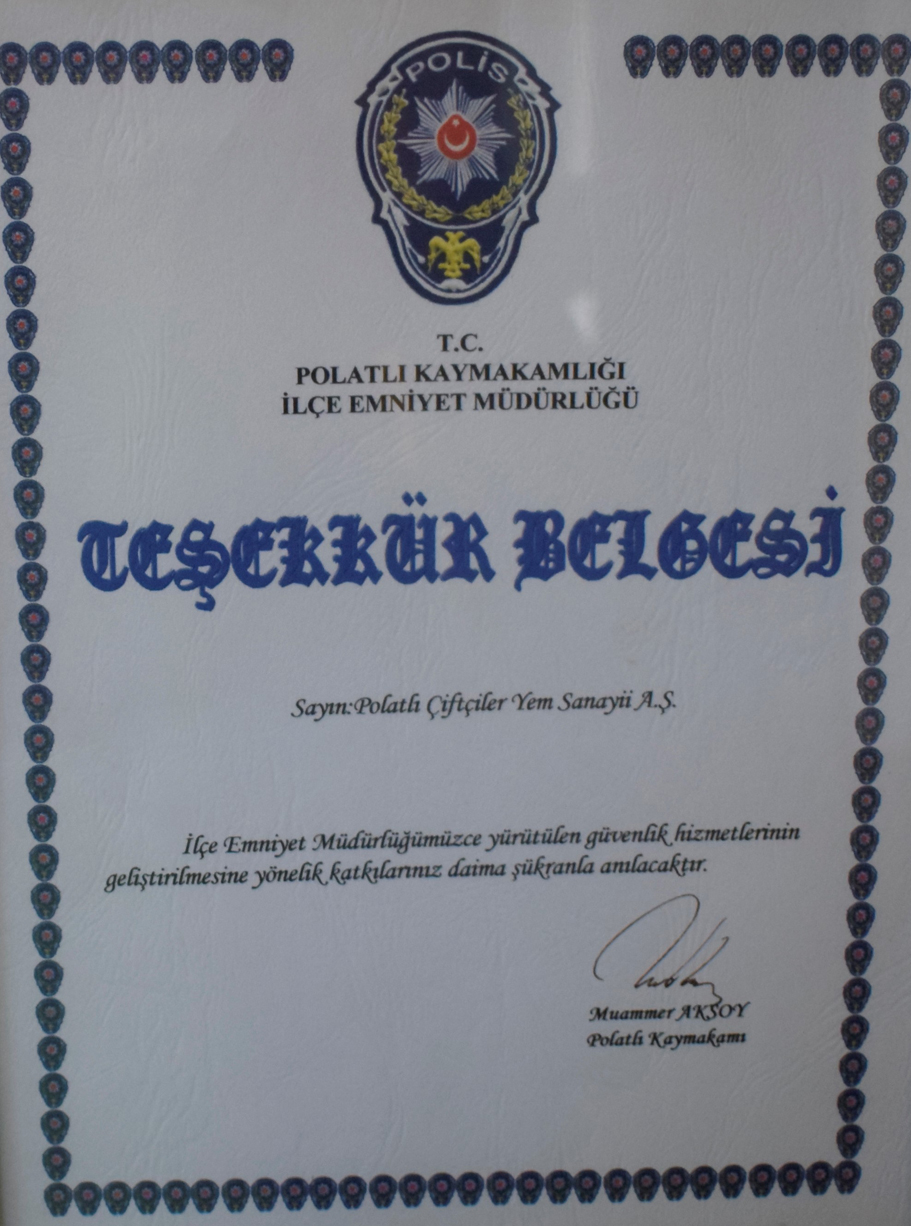 POLİS
T.C.
POLATLI KAYMAKAMLIĞI
İLÇE EMNİYET MÜDÜRLÜĞÜ
TEŞEKKÜR BELGESİ
Sayın:Polatlı Çiftçiler Yem Sanayii A.Ş.
İlçe Emniyet Müdürlüğümüzce yürütülen güvenlik hizmetlerinin
geliştirilmesine yönelik katkılarınız daima şükranla anılacaktır.
Muammer AKSOY
Polatlı Kaymakamı